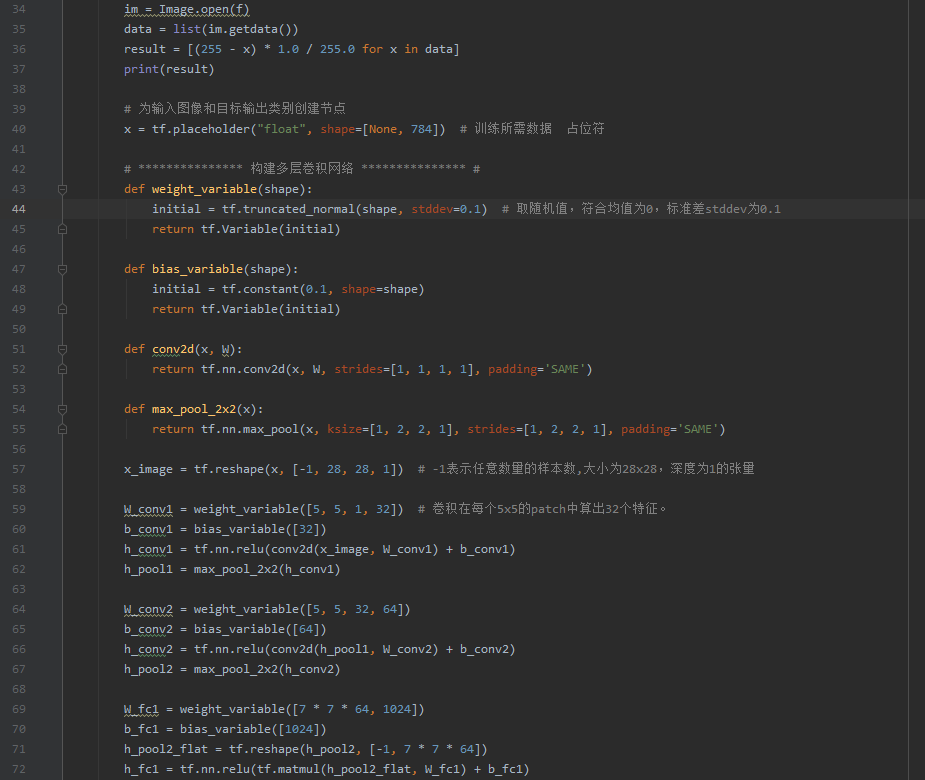 34 im = Image.open(f)
35 data = list(im.getdata())
36 result = [(255 - x) * 1.0 / 255.0 for x in data]
37 print(result)
38
39 # 为输入图像和目标输出类别创建节点
40 x = tf.placeholder("float", shape=[None, 784])  # 训练所需数据  占位符
41
42 # *************** 构建多层卷积网络 *************** #
43 def weight_variable(shape):
44     initial = tf.truncated_normal(shape, stddev=0.1)  # 取随机值，符合均值为0，标准差stddev为0.1
45     return tf.Variable(initial)
46
47 def bias_variable(shape):
48     initial = tf.constant(0.1, shape=shape)
49     return tf.Variable(initial)
50
51 def conv2d(x, W):
52     return tf.nn.conv2d(x, W, strides=[1, 1, 1, 1], padding='SAME')
53
54 def max_pool_2x2(x):
55     return tf.nn.max_pool(x, ksize=[1, 2, 2, 1], strides=[1, 2, 2, 1], padding='SAME')
56
57 x_image = tf.reshape(x, [-1, 28, 28, 1])  # -1表示任意数量的样本数,大小为28x28，深度为1的张量
58
59 W_conv1 = weight_variable([5, 5, 1, 32])  # 卷积在每个5x5的patch中算出32个特征。
60 b_conv1 = bias_variable([32])
61 h_conv1 = tf.nn.relu(conv2d(x_image, W_conv1) + b_conv1)
62 h_pool1 = max_pool_2x2(h_conv1)
63
64 W_conv2 = weight_variable([5, 5, 32, 64])
65 b_conv2 = bias_variable([64])
66 h_conv2 = tf.nn.relu(conv2d(h_pool1, W_conv2) + b_conv2)
67 h_pool2 = max_pool_2x2(h_conv2)
68
69 W_fc1 = weight_variable([7 * 7 * 64, 1024])
70 b_fc1 = bias_variable([1024])
71 h_pool2_flat = tf.reshape(h_pool2, [-1, 7 * 7 * 64])
72 h_fc1 = tf.nn.relu(tf.matmul(h_pool2_flat, W_fc1) + b_fc1)